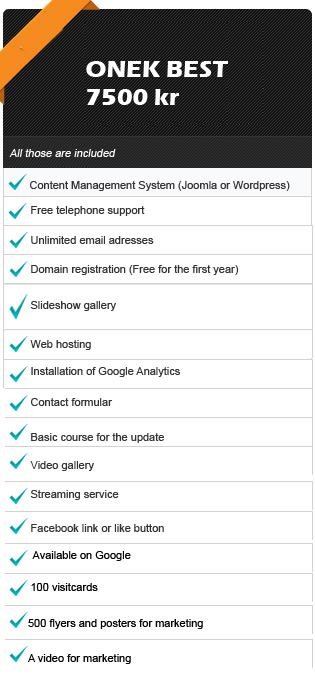 ONEK BEST
7500 kr
All those are included
Content Management System (Joomla or Wordpress)
Free telephone support
Unlimited email adresses
Domain registration (Free for the first year)
Slideshow gallery
Web hosting
Installation of Google Analytics
Contact formular
Basic course for the update
Video gallery
Streaming service
Facebook link or like button
Available on Google
100 visitcards
500 flyers and posters for marketing
A video for marketing